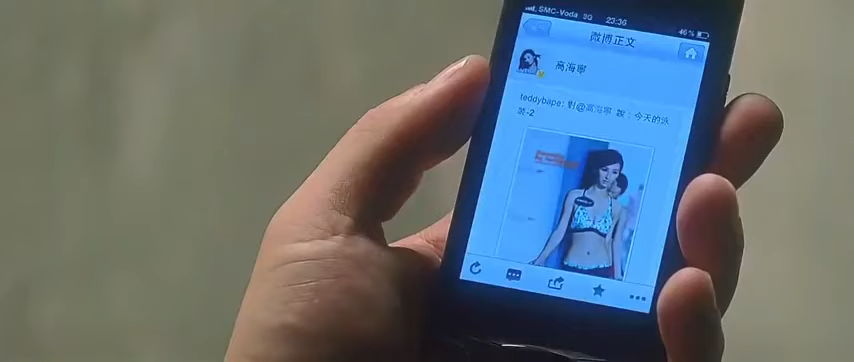 SMC-Voda 3G 23:36 46%
微博正文
高海寧
teddybape: 對@高海寧 說：今天的泳
裝-2